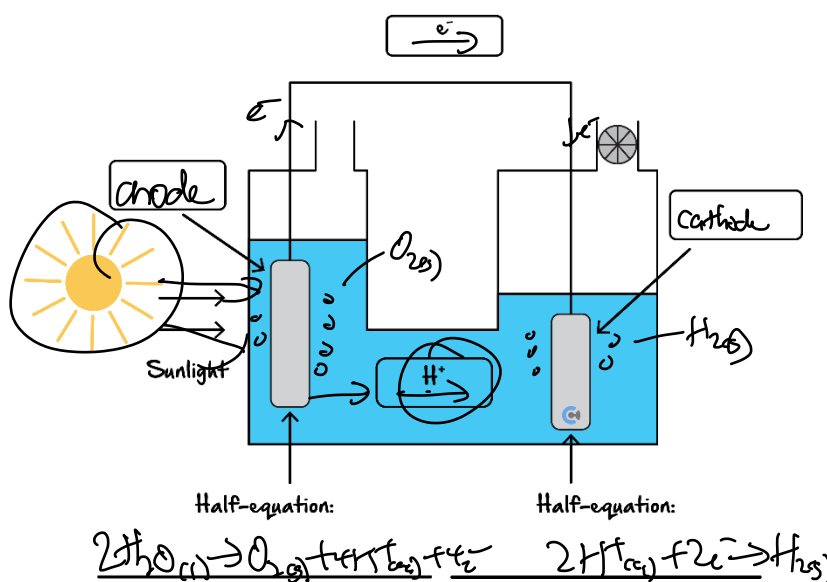 e⁻
e⁻
e⁻
anode
cathode
O₂(g)
H₂(g)
Sunlight
H⁺
Half-equation:
Half-equation:
2H₂O(l) → O₂(g) + 4H⁺(aq) + 4e⁻
2H⁺(aq) + 2e⁻ → H₂(g)